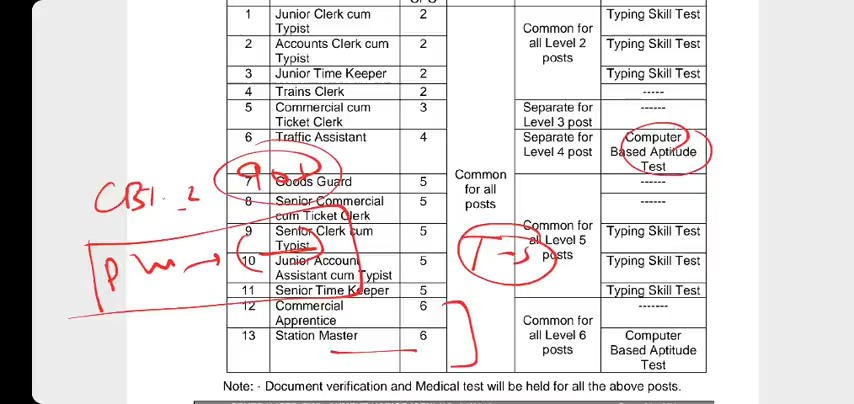 1 Junior Clerk cum 2 Typing Skill Test
Typist Common for
2 Accounts Clerk cum 2 all Level 2 Typing Skill Test
Typist posts
3 Junior Time Keeper 2 Typing Skill Test
4 Trains Clerk 2 -----
5 Commercial cum 3 Separate for ------
Ticket Clerk Level 3 post
6 Traffic Assistant 4 Separate for Computer
Level 4 post Based Aptitude
Test
Common
for all
posts
7 Goods Guard 5 ------
8 Senior Commercial 5 ------
cum Ticket Clerk
Common for
all Level 5
posts
9 Senior Clerk cum 5 Typing Skill Test
Typist
10 Junior Account 5 Typing Skill Test
Assistant cum Typist
11 Senior Time Keeper 5 Typing Skill Test
12 Commercial 6 -------
Apprentice Common for
13 Station Master 6 all Level 6 Computer
posts Based Aptitude
Test
Note: - Document verification and Medical test will be held for all the above posts.
CBT-2
T-5